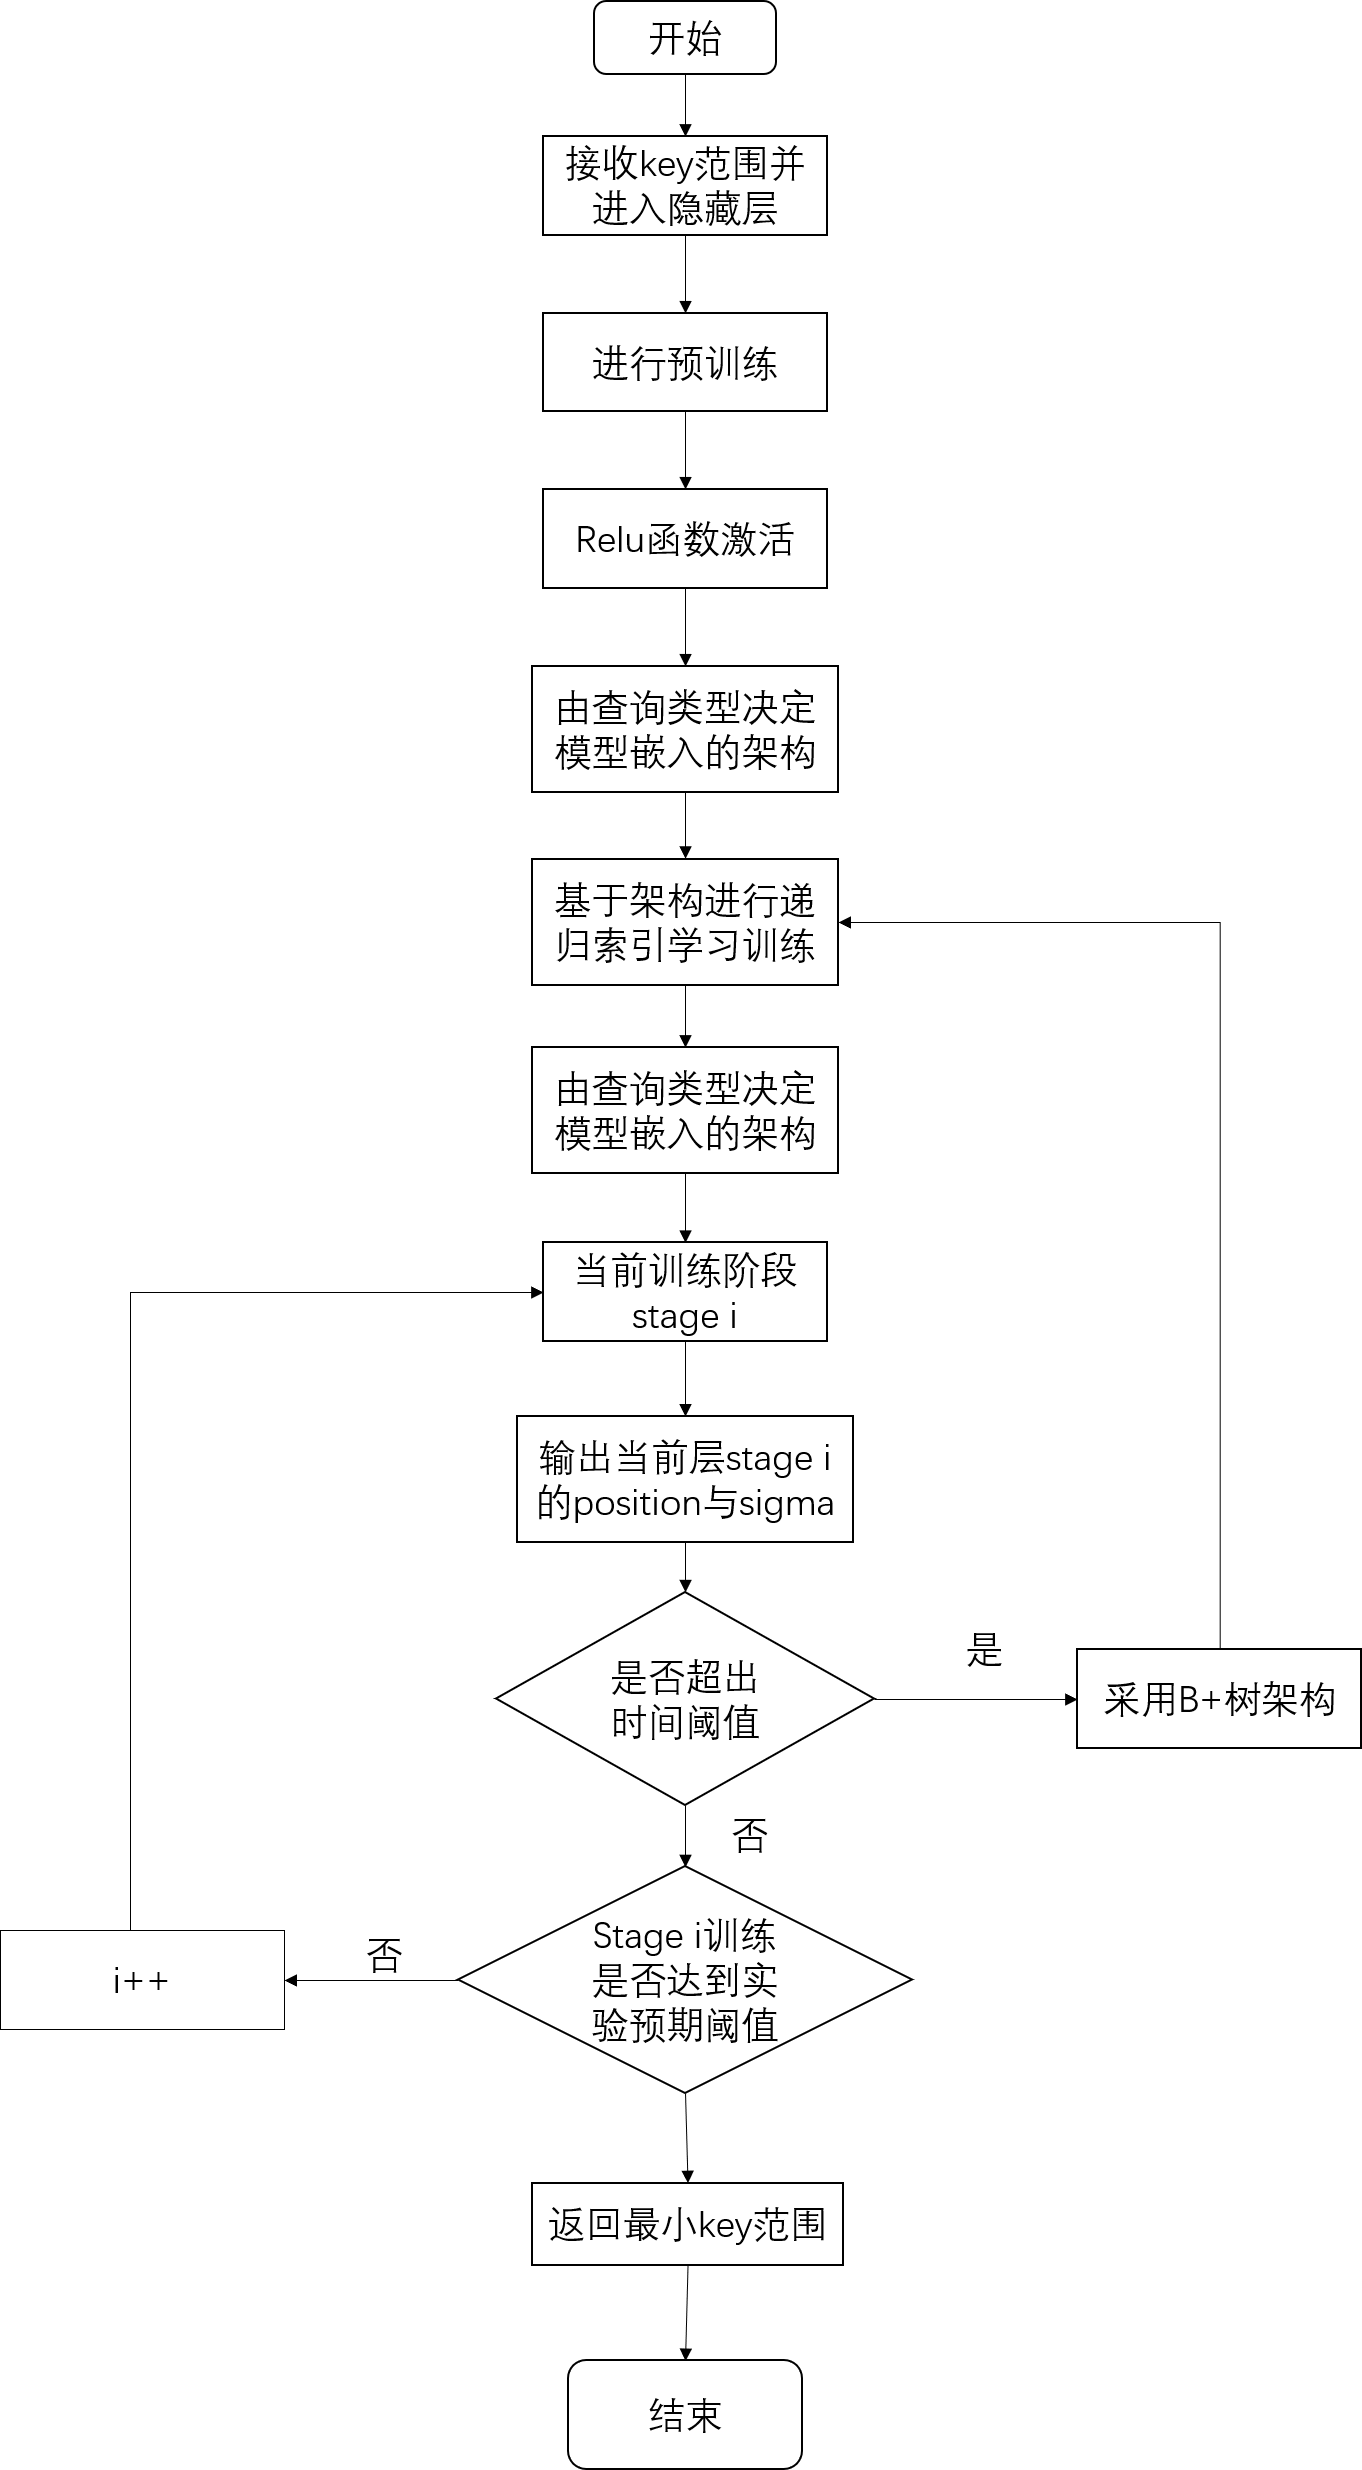 开始
接收key范围并
进入隐藏层
进行预训练
Relu函数激活
由查询类型决定
模型嵌入的架构
基于架构进行递
归索引学习训练
由查询类型决定
模型嵌入的架构
当前训练阶段
stage i
输出当前层stage i
的position与sigma
是否超出
时间阈值
是
采用B+树架构
否
Stage i训练
是否达到实
验预期阈值
否
i++
返回最小key范围
结束